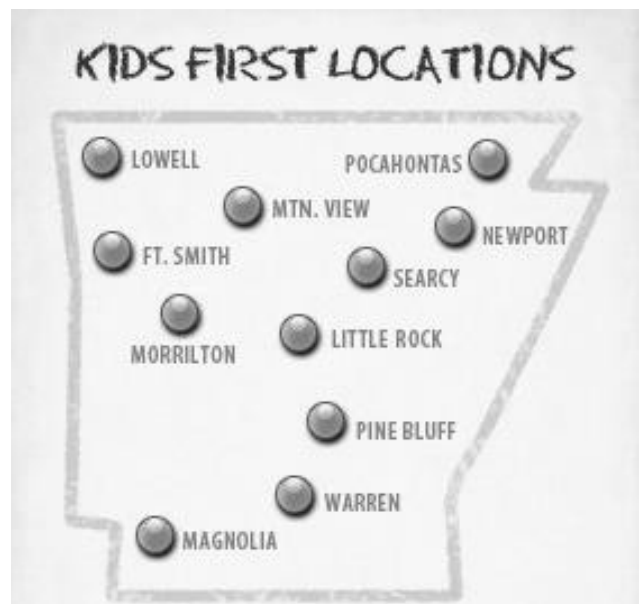 KIDS FIRST LOCATIONS
LOWELL
POCAHONTAS
MTN. VIEW
NEWPORT
FT. SMITH
SEARCY
LITTLE ROCK
MORRILTON
PINE BLUFF
WARREN
MAGNOLIA